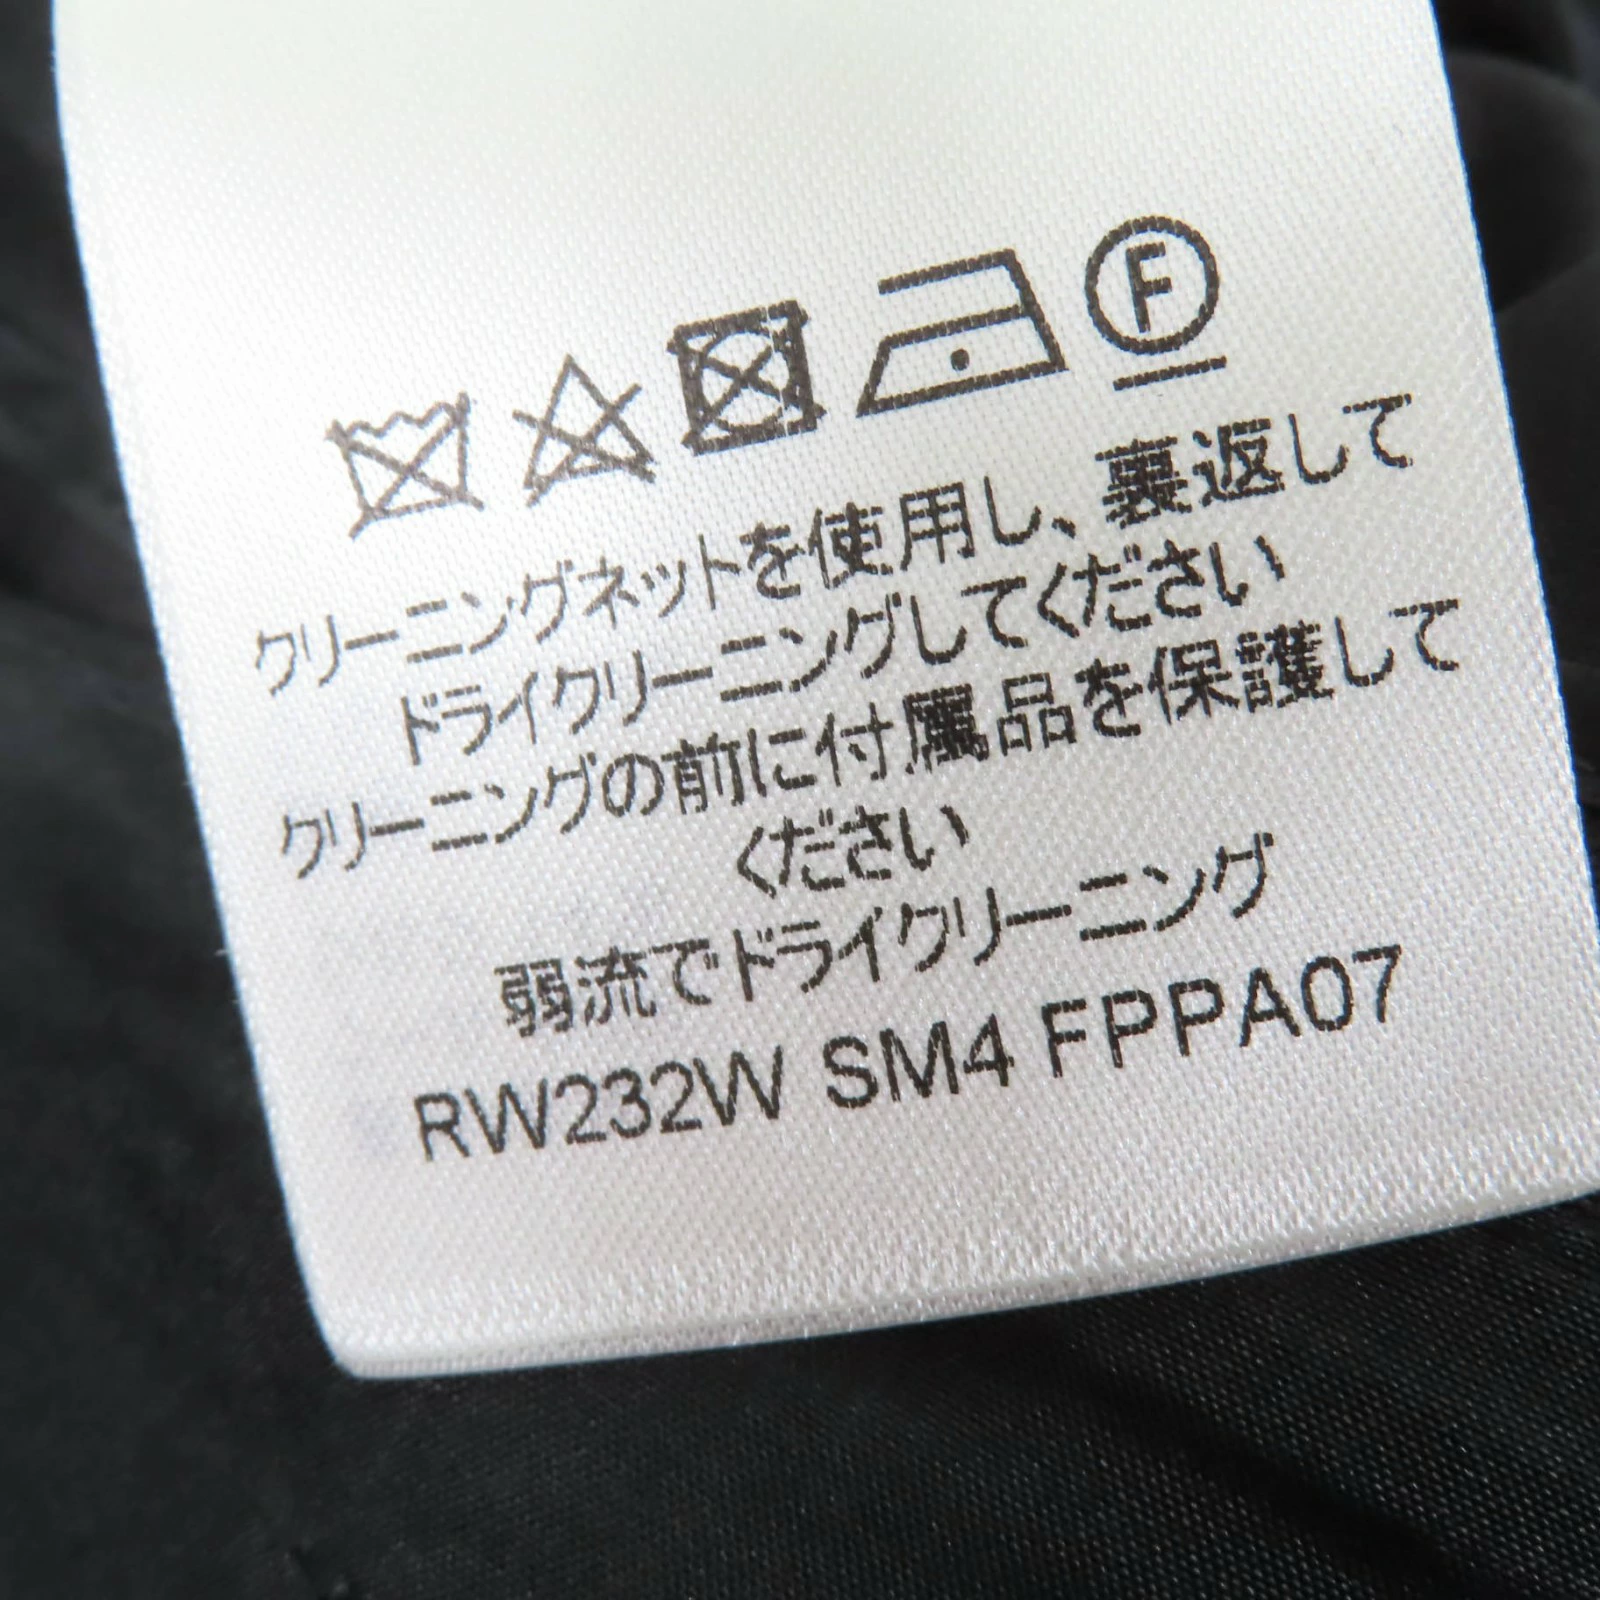 F
クリーニングネットを使用し、裏返して
ドライクリーニングしてください
クリーニングの前に付属品を保護して
ください
弱流でドライクリーニング
RW232W SM4 FPPA07